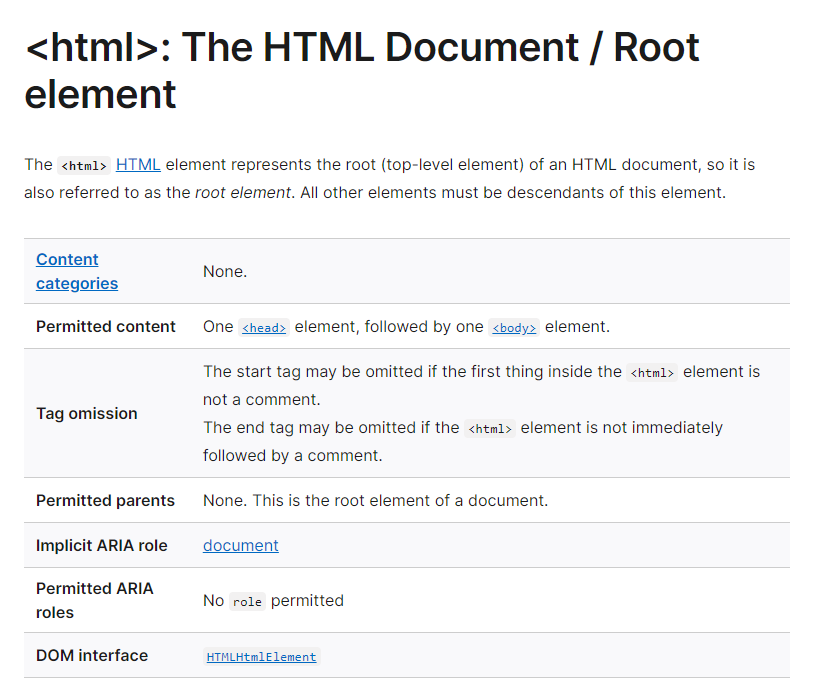 <html>: The HTML Document / Root
element
The <html> HTML element represents the root (top-level element) of an HTML document, so it is
also referred to as the root element. All other elements must be descendants of this element.
Content
categories
None.
Permitted content
One <head> element, followed by one <body> element.
Tag omission
The start tag may be omitted if the first thing inside the <html> element is
not a comment.
The end tag may be omitted if the <html> element is not immediately
followed by a comment.
Permitted parents
None. This is the root element of a document.
Implicit ARIA role
document
Permitted ARIA
roles
No role permitted
DOM interface
HTMLHtmlElement